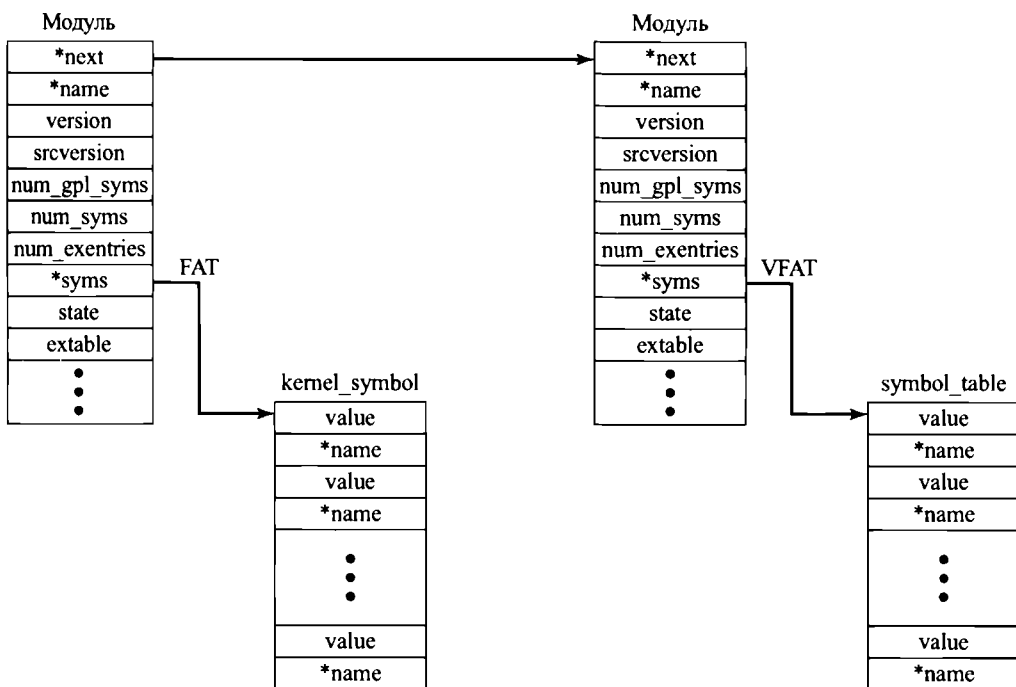 Модуль
*next
*name
version
srcversion
num_gpl_syms
num_syms
num_exentries
*syms
state
extable
FAT
kernel_symbol
value
*name
value
*name
value
*name
Модуль
*next
*name
version
srcversion
num_gpl_syms
num_syms
num_exentries
*syms
state
extable
VFAT
symbol_table
value
*name
value
*name
value
*name